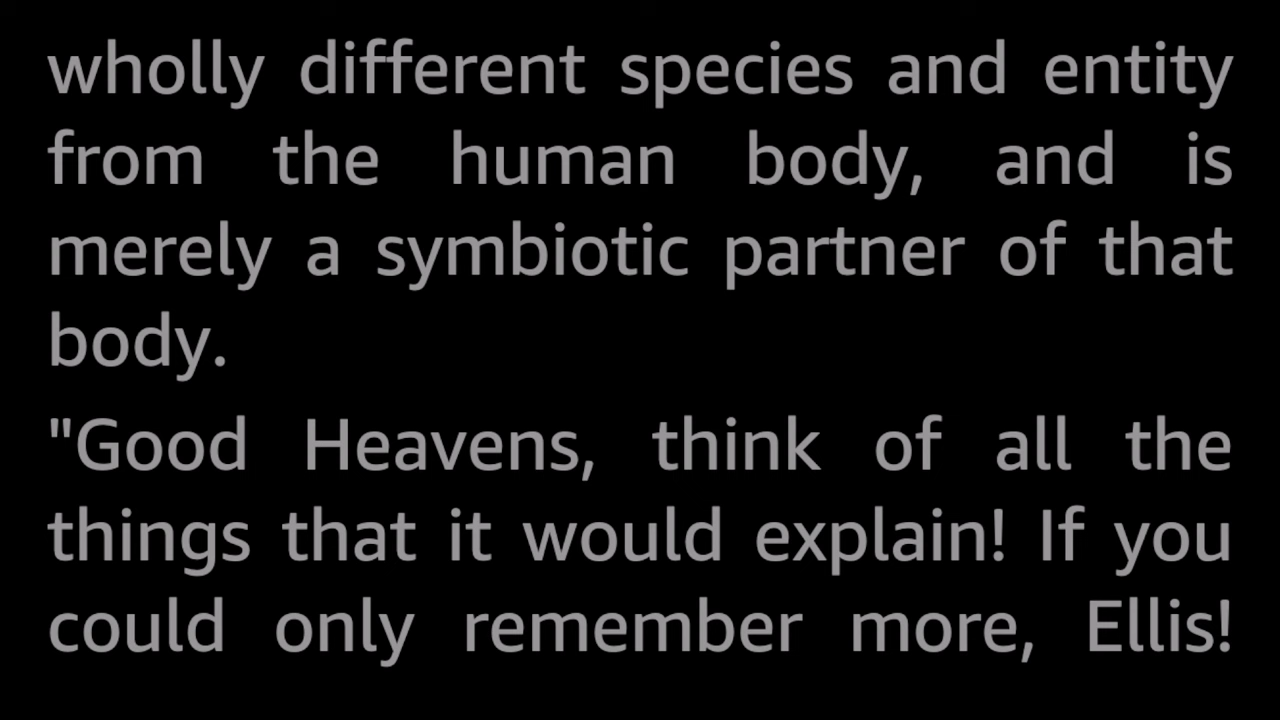 wholly different species and entity
from the human body, and is
merely a symbiotic partner of that
body.
"Good Heavens, think of all the
things that it would explain! If you
could only remember more, Ellis!